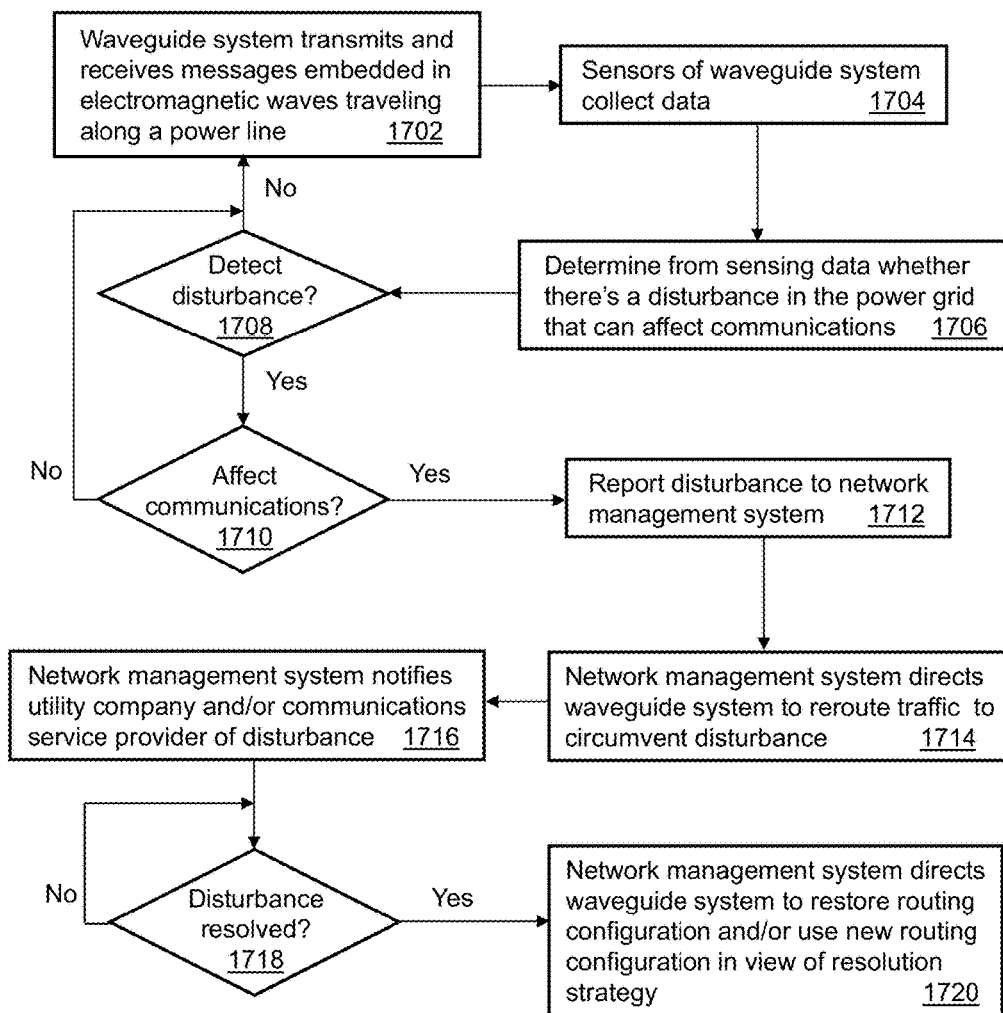 Waveguide system transmits and
receives messages embedded in
electromagnetic waves traveling
along a power line 1702
Sensors of waveguide system
collect data 1704
No
Detect
disturbance?
1708
Determine from sensing data whether
there's a disturbance in the power grid
that can affect communications 1706
Yes
No
Affect
communications?
1710
Yes
Report disturbance to network
management system 1712
Network management system notifies
utility company and/or communications
service provider of disturbance 1716
Network management system directs
waveguide system to reroute traffic to
circumvent disturbance 1714
No
Disturbance
resolved?
1718
Yes
Network management system directs
waveguide system to restore routing
configuration and/or use new routing
configuration in view of resolution
strategy 1720